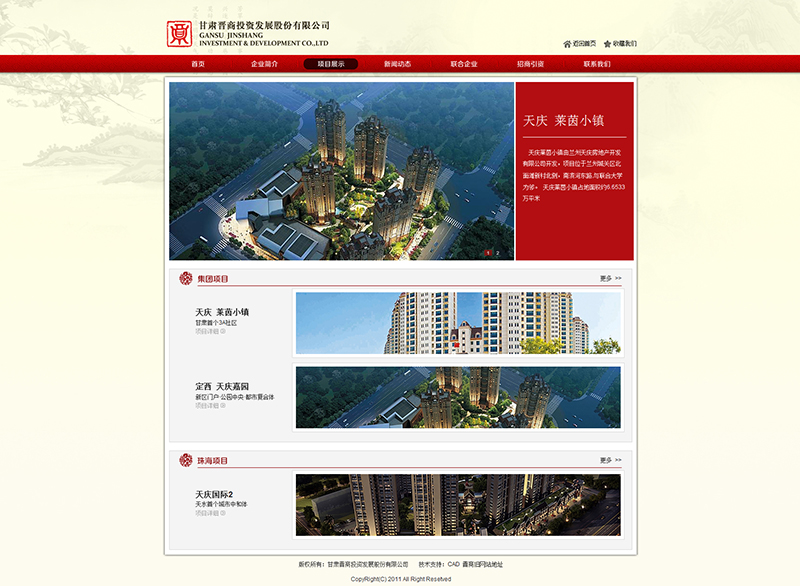 甘肃晋商投资发展股份有限公司
GANSU JINSHANG
INVESTMENT & DEVELOPMENT CO.,LTD
返回首页 收藏我们
首页 企业简介 项目展示 新闻动态 联合企业 招商引资 联系我们
天庆 莱茵小镇
天庆莱茵小镇由兰州天庆房地产开发
有限公司开发。项目位于兰州城关区北
面滩新村北侧。南滨河东路,与联合大学
为邻。 天庆莱茵小镇占地面积约6.6533
万平米
1 2
集团项目 更多 >>
天庆 莱茵小镇
甘肃首个3A社区
项目详细
定西 天庆嘉园
新区门户·公园中央·都市复合体
项目详细
珠海项目 更多 >>
天庆国际2
天水首个城市中和体
项目详细
版权所有：甘肃晋商投资发展股份有限公司 技术支持：CAD 晋商旧网站地址
CopyRight(C) 2011 All Right Reserved